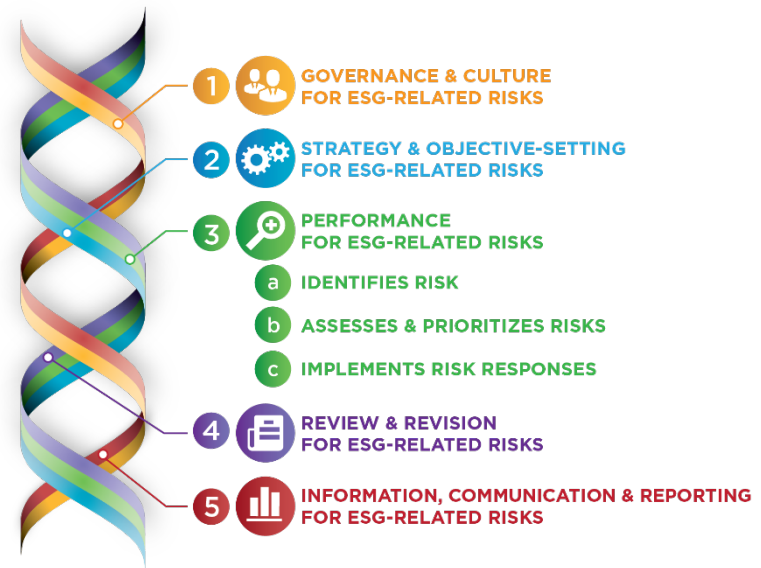 1
GOVERNANCE & CULTURE
FOR ESG-RELATED RISKS
2
STRATEGY & OBJECTIVE-SETTING
FOR ESG-RELATED RISKS
3
PERFORMANCE
FOR ESG-RELATED RISKS
a IDENTIFIES RISK
b ASSESSES & PRIORITIZES RISKS
c IMPLEMENTS RISK RESPONSES
4
REVIEW & REVISION
FOR ESG-RELATED RISKS
5
INFORMATION, COMMUNICATION & REPORTING
FOR ESG-RELATED RISKS